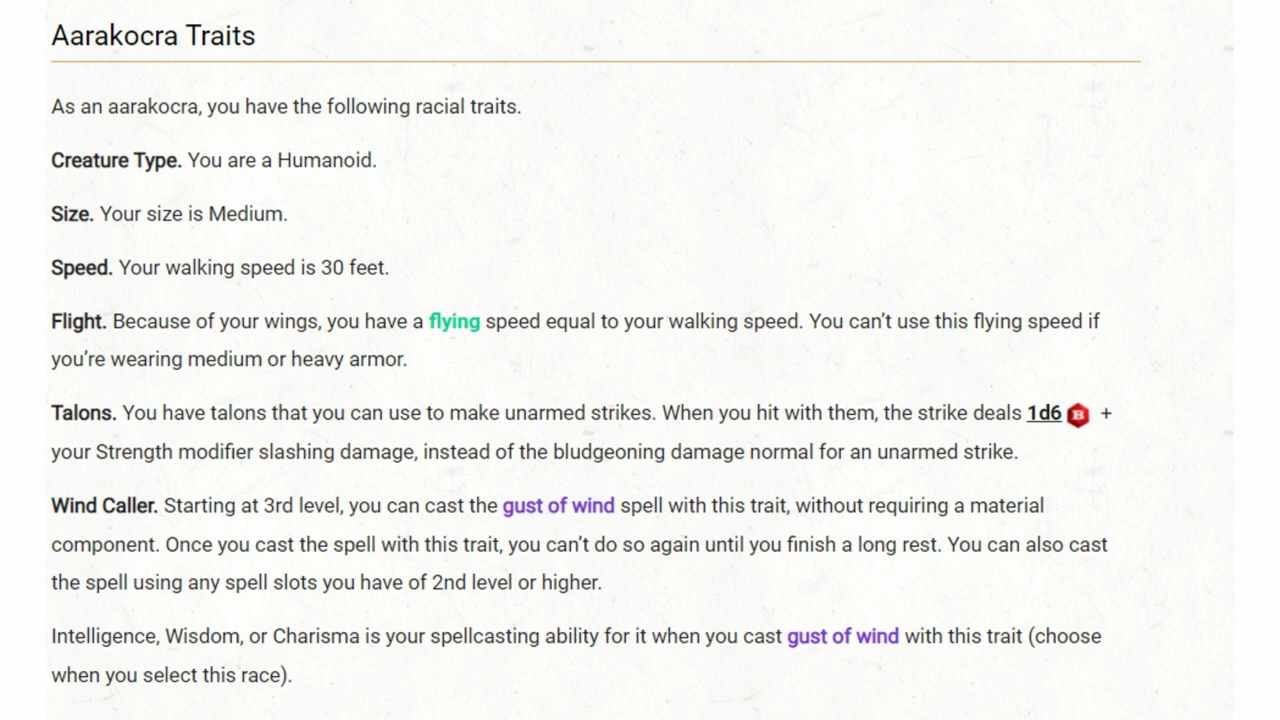 Aarakocra Traits
As an aarakocra, you have the following racial traits.
Creature Type. You are a Humanoid.
Size. Your size is Medium.
Speed. Your walking speed is 30 feet.
Flight. Because of your wings, you have a flying speed equal to your walking speed. You can’t use this flying speed if
you’re wearing medium or heavy armor.
Talons. You have talons that you can use to make unarmed strikes. When you hit with them, the strike deals 1d6 B +
your Strength modifier slashing damage, instead of the bludgeoning damage normal for an unarmed strike.
Wind Caller. Starting at 3rd level, you can cast the gust of wind spell with this trait, without requiring a material
component. Once you cast the spell with this trait, you can’t do so again until you finish a long rest. You can also cast
the spell using any spell slots you have of 2nd level or higher.
Intelligence, Wisdom, or Charisma is your spellcasting ability for it when you cast gust of wind with this trait (choose
when you select this race).